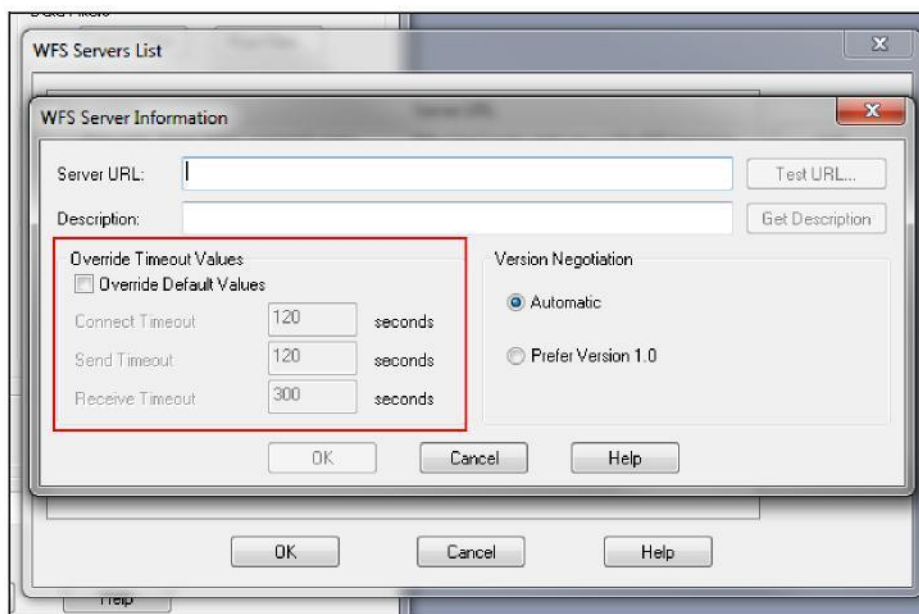 WFS Servers List
WFS Server Information
Server URL:
Test URL...
Description:
Get Description
Override Timeout Values
Override Default Values
Connect Timeout 120 seconds
Send Timeout 120 seconds
Receive Timeout 300 seconds
Version Negotiation
Automatic
Prefer Version 1.0
OK Cancel Help
OK Cancel Help
Help